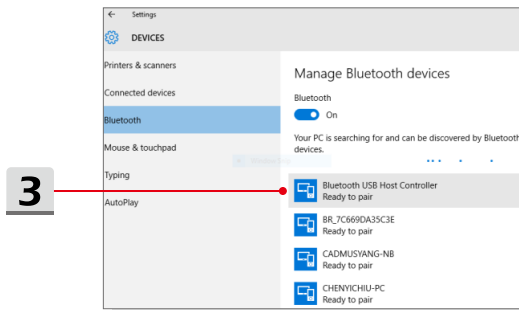 Settings
DEVICES
Printers & scanners
Connected devices
Bluetooth
Mouse & touchpad
Typing
AutoPlay
Manage Bluetooth devices
Bluetooth
On
Your PC is searching for and can be discovered by Bluetooth
devices.
3
Bluetooth USB Host Controller
Ready to pair
BR_7C669DA35C3E
Ready to pair
CADMUSYANG-NB
Ready to pair
CHENYICHIU-PC
Ready to pair